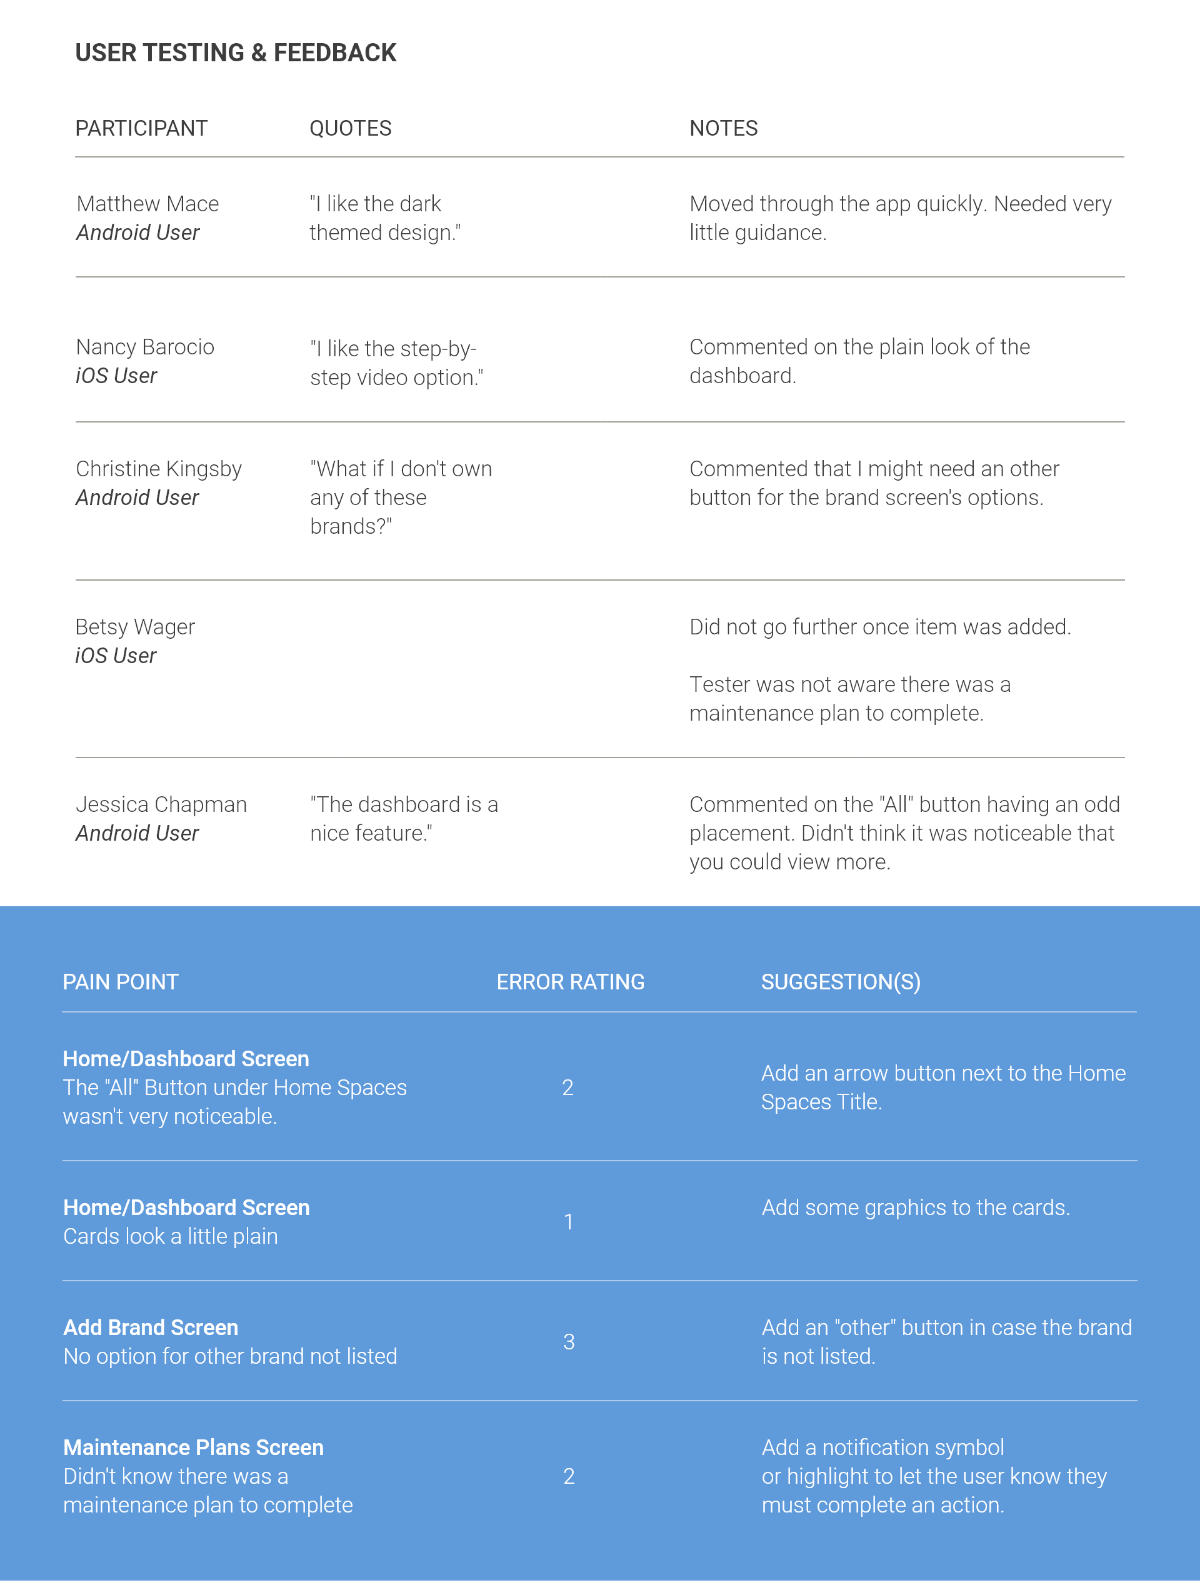 USER TESTING & FEEDBACK
PARTICIPANT QUOTES NOTES
Matthew Mace
Android User
"I like the dark
themed design."
Moved through the app quickly. Needed very
little guidance.
Nancy Barocio
iOS User
"I like the step-by-
step video option."
Commented on the plain look of the
dashboard.
Christine Kingsby
Android User
"What if I don't own
any of these
brands?"
Commented that I might need an other
button for the brand screen's options.
Betsy Wager
iOS User
Did not go further once item was added.
Tester was not aware there was a
maintenance plan to complete.
Jessica Chapman
Android User
"The dashboard is a
nice feature."
Commented on the "All" button having an odd
placement. Didn't think it was noticeable that
you could view more.
PAIN POINT ERROR RATING SUGGESTION(S)
Home/Dashboard Screen
The "All" Button under Home Spaces
wasn't very noticeable.
2
Add an arrow button next to the Home
Spaces Title.
Home/Dashboard Screen
Cards look a little plain
1
Add some graphics to the cards.
Add Brand Screen
No option for other brand not listed
3
Add an "other" button in case the brand
is not listed.
Maintenance Plans Screen
Didn't know there was a
maintenance plan to complete
2
Add a notification symbol
or highlight to let the user know they
must complete an action.